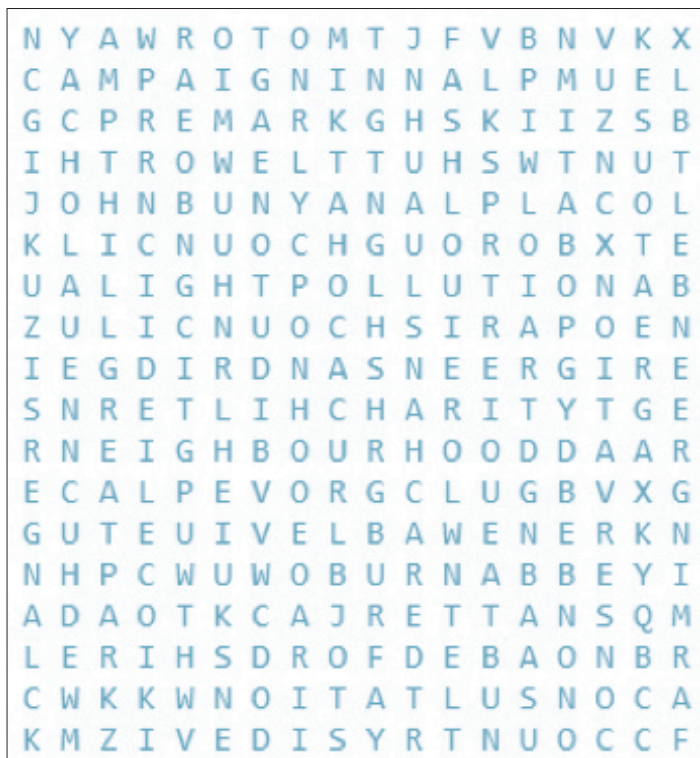 N Y A W R O T O M T J F V B N V K X
C A M P A I G N I N N A L P M U E L
G C P R E M A R K G H S K I I Z S B
I H T R O W E L T T U H S W T N U T
J O H N B U N Y A N A L P L A C O L
K L I C N U O C H G U O R O B X T E
U A L I G H T P O L L U T I O N A B
Z U L I C N U O C H S I R A P O E N
I E G D I R D N A S N E E R G I R E
S N R E T L I H C H A R I T Y T G E
R N E I G H B O U R H O O D D A A R
E C A L P E V O R G C L U G B V X G
G U T E U I V E L B A W E N E R K N
N H P C W U W O B U R N A B B E Y I
A D A O T K C A J R E T T A N S Q M
L E R I H S D R O F D E B A O N B R
C W K K W N O I T A T L U S N O C A
K M Z I V E D I S Y R T N U O C C F